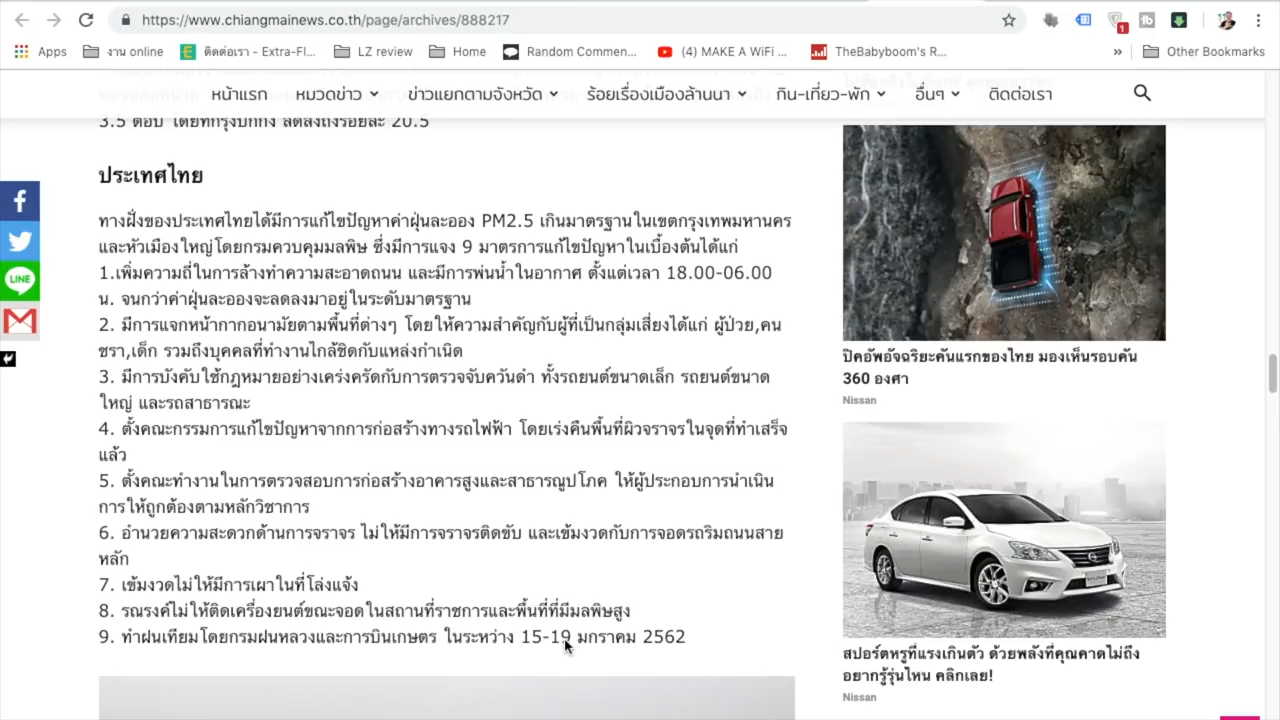 https://www.chiangmainews.co.th/page/archives/888217
Apps งาน online ติดต่อเรา - Extra-Fl... LZ review Home Random Commen... (4) MAKE A WiFi ... TheBabyboom's R... » Other Bookmarks
หน้าแรก หมวดข่าว ข่าวแยกตามจังหวัด ร้อยเรื่องเมืองล้านนา กิน-เที่ยว-พัก อื่นๆ ติดต่อเรา
ประเทศไทย
ทางฝั่งของประเทศไทยได้มีการแก้ไขปัญหาค่าฝุ่นละออง PM2.5 เกินมาตรฐานในเขตกรุงเทพมหานคร
และหัวเมืองใหญ่โดยกรมควบคุมมลพิษ ซึ่งมีการแจง 9 มาตรการแก้ไขปัญหาในเบื้องต้นได้แก่
1.เพิ่มความถี่ในการล้างทำความสะอาดถนน และมีการพ่นน้ำในอากาศ ตั้งแต่เวลา 18.00-06.00
น. จนกว่าค่าฝุ่นละอองจะลดลงมาอยู่ในระดับมาตรฐาน
2. มีการแจกหน้ากากอนามัยตามพื้นที่ต่างๆ โดยให้ความสำคัญกับผู้ที่เป็นกลุ่มเสี่ยงได้แก่ ผู้ป่วย,คน
ชรา,เด็ก รวมถึงบุคคลที่ทำงานใกล้ชิดกับแหล่งกำเนิด
3. มีการบังคับใช้กฎหมายอย่างเคร่งครัดกับการตรวจจับควันดำ ทั้งรถยนต์ขนาดเล็ก รถยนต์ขนาด
ใหญ่ และรถสาธารณะ
4. ตั้งคณะกรรมการแก้ไขปัญหาจากการก่อสร้างทางรถไฟฟ้า โดยเร่งคืนพื้นที่ผิวจราจรในจุดที่ทำเสร็จ
แล้ว
5. ตั้งคณะทำงานในการตรวจสอบการก่อสร้างอาคารสูงและสาธารณูปโภค ให้ผู้ประกอบการนำเนิน
การให้ถูกต้องตามหลักวิชาการ
6. อำนวยความสะดวกด้านการจราจร ไม่ให้มีการจราจรติดขับ และเข้มงวดกับการจอดรถริมถนนสาย
หลัก
7. เข้มงวดไม่ให้มีการเผาในที่โล่งแจ้ง
8. รณรงค์ไม่ให้ติดเครื่องยนต์ขณะจอดในสถานที่ราชการและพื้นที่ที่มีมลพิษสูง
9. ทำฝนเทียมโดยกรมฝนหลวงและการบินเกษตร ในระหว่าง 15-19 มกราคม 2562
ปิคอัพอัจฉริยะคันแรกของไทย มองเห็นรอบคัน
360 องศา
Nissan
สปอร์ตหรูที่แรงเกินตัว ด้วยพลังที่คุณคาดไม่ถึง
อยากรู้รุ่นไหน คลิกเลย!
Nissan
LINE